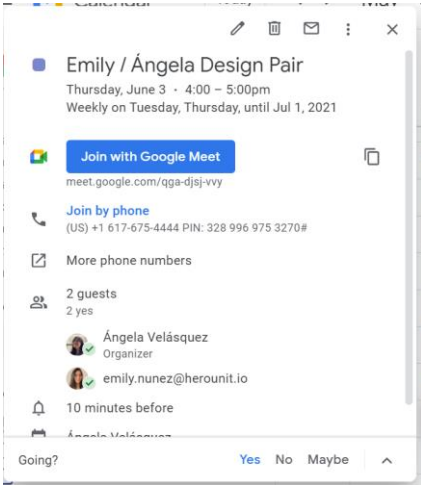 Emily / Ángela Design Pair
Thursday, June 3 · 4:00 – 5:00pm
Weekly on Tuesday, Thursday, until Jul 1, 2021
Join with Google Meet
meet.google.com/qga-djsj-vvy
Join by phone
(US) +1 617-675-4444 PIN: 328 996 975 3270#
More phone numbers
2 guests
2 yes
Ángela Velásquez
Organizer
emily.nunez@herounit.io
10 minutes before
Ángela Velásquez
Going?
Yes No Maybe